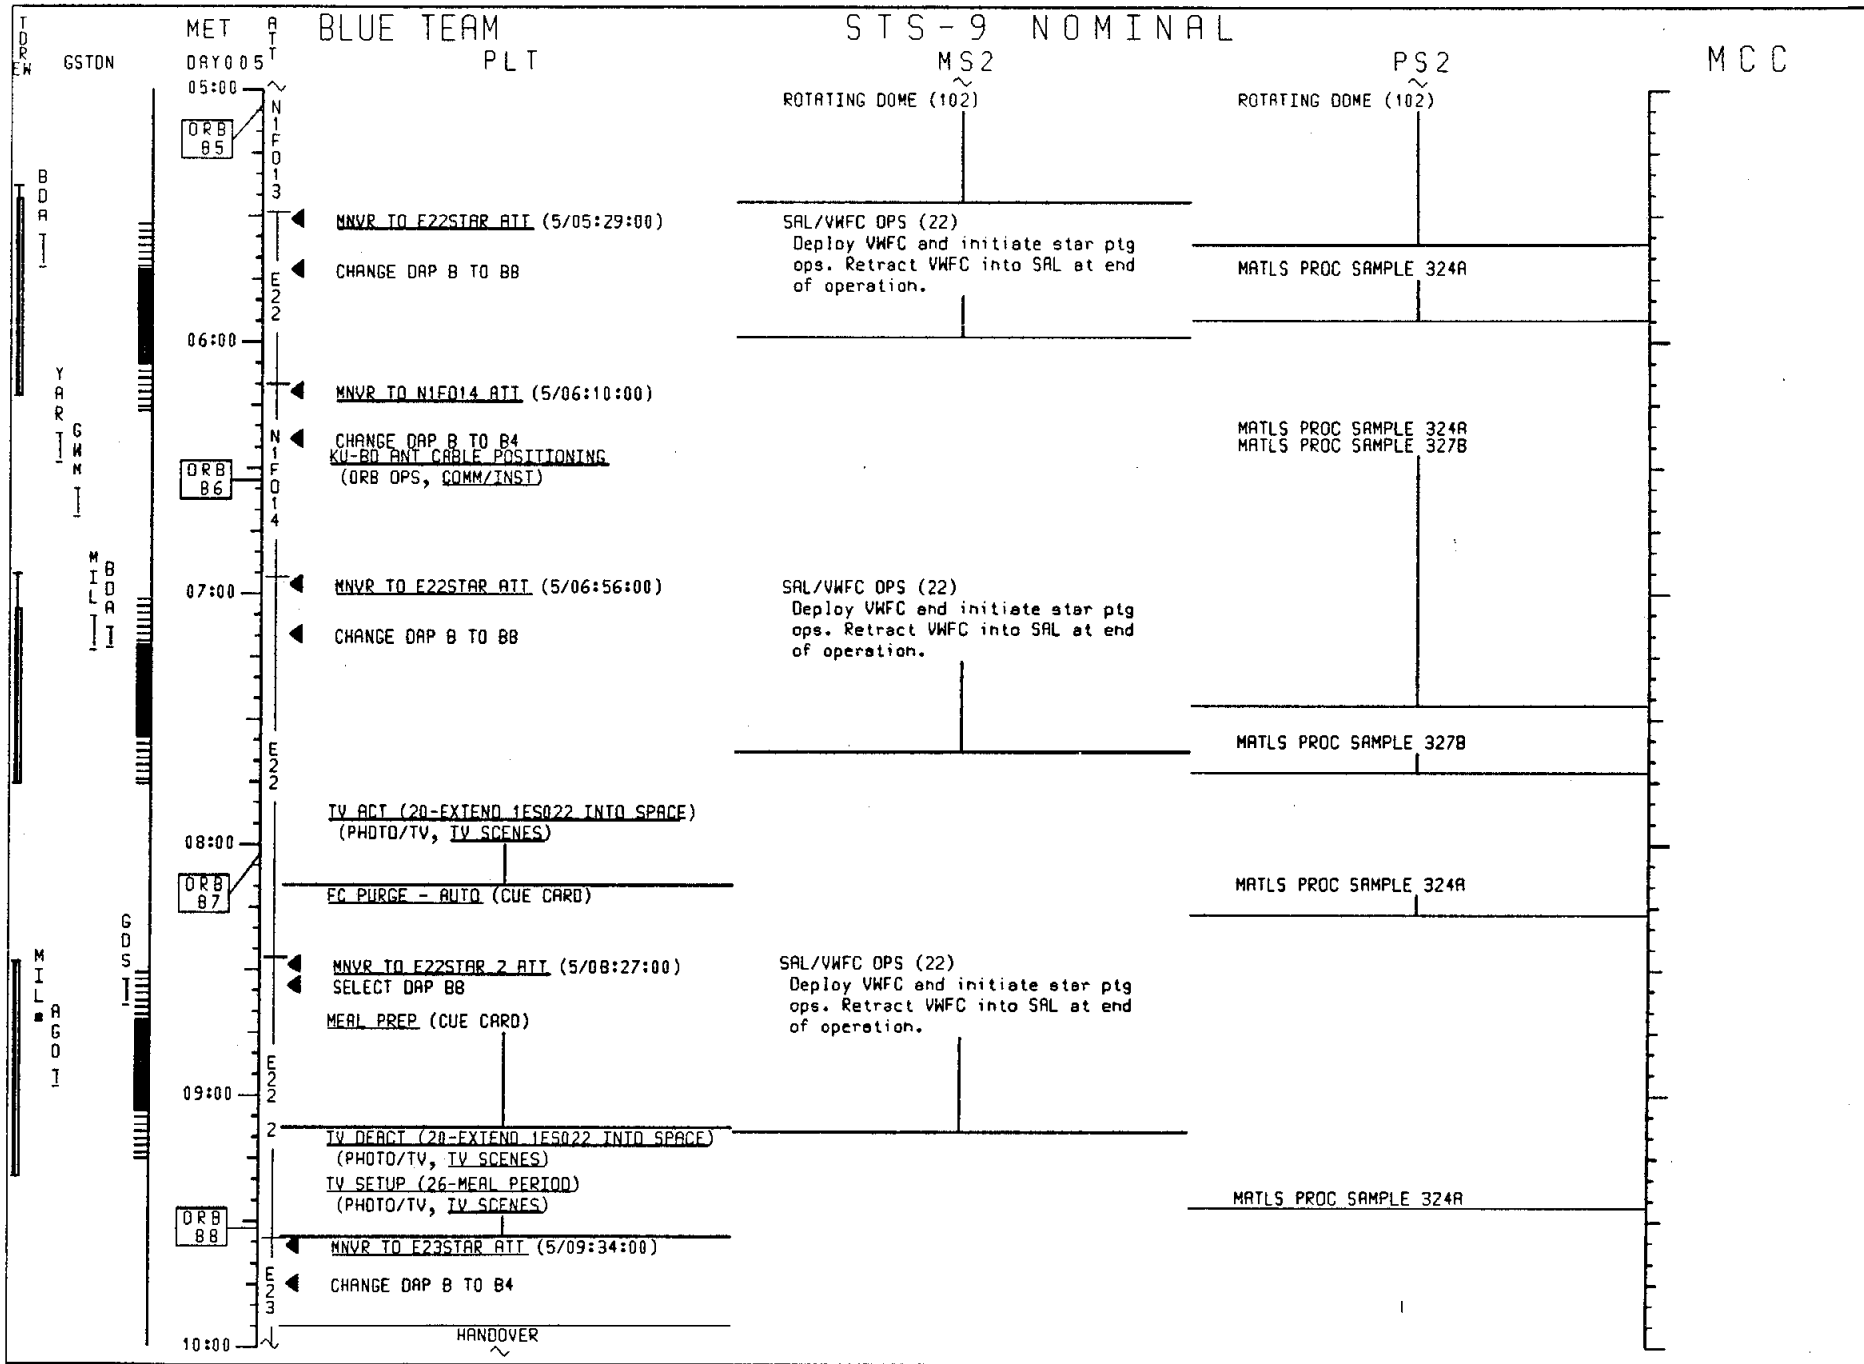 TDRW
EW
GSTDN
MET
DAY005
ATT
BLUE TEAM
PLT
STS-9 NOMINAL
MS2
PS2
MCC
05:00
ORB
85
N1F013
BDA
ROTATING DOME (102)
ROTATING DOME (102)
MNVR TO E22STAR ATT (5/05:29:00)
CHANGE DAP B TO B8
E22
SAL/VWFC OPS (22)
Deploy VWFC and initiate star ptg
ops. Retract VWFC into SAL at end
of operation.
MATLS PROC SAMPLE 324A
06:00
YAR
GWM
MNVR TO N1F014 ATT (5/06:10:00)
CHANGE DAP B TO B4
KU-BD ANT CABLE POSITIONING
(ORB OPS, COMM/INST)
N1F014
ORB
86
MATLS PROC SAMPLE 324A
MATLS PROC SAMPLE 327B
MIL
BDA
07:00
MNVR TO E22STAR ATT (5/06:56:00)
CHANGE DAP B TO B8
SAL/VWFC OPS (22)
Deploy VWFC and initiate star ptg
ops. Retract VWFC into SAL at end
of operation.
E22
MATLS PROC SAMPLE 327B
TV ACT (20-EXTEND 1ES022 INTO SPACE)
(PHOTO/TV, TV SCENES)
08:00
ORB
87
FC PURGE - AUTO (CUE CARD)
MATLS PROC SAMPLE 324A
GDS
MIL
AGO
MNVR TO E22STAR 2 ATT (5/08:27:00)
SELECT DAP B8
MEAL PREP (CUE CARD)
SAL/VWFC OPS (22)
Deploy VWFC and initiate star ptg
ops. Retract VWFC into SAL at end
of operation.
E22 2
09:00
TV DEACT (20-EXTEND 1ES022 INTO SPACE)
(PHOTO/TV, TV SCENES)
TV SETUP (26-MEAL PERIOD)
(PHOTO/TV, TV SCENES)
MATLS PROC SAMPLE 324A
ORB
88
MNVR TO E23STAR ATT (5/09:34:00)
CHANGE DAP B TO B4
E23
HANDOVER
10:00